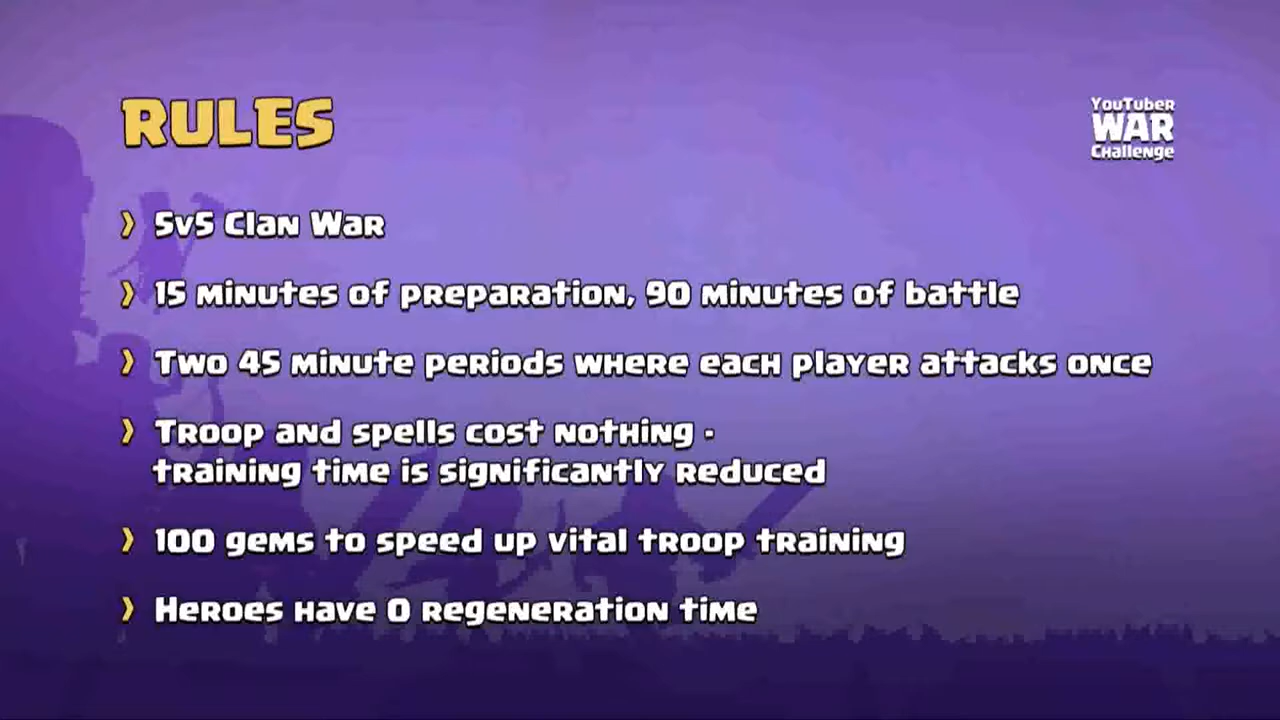 RULES
YouTuber
WAR
Challenge
5v5 Clan War
15 minutes of preparation, 90 minutes of battle
Two 45 minute periods where each player attacks once
Troop and spells cost nothing -
training time is significantly reduced
100 gems to speed up vital troop training
Heroes have 0 regeneration time